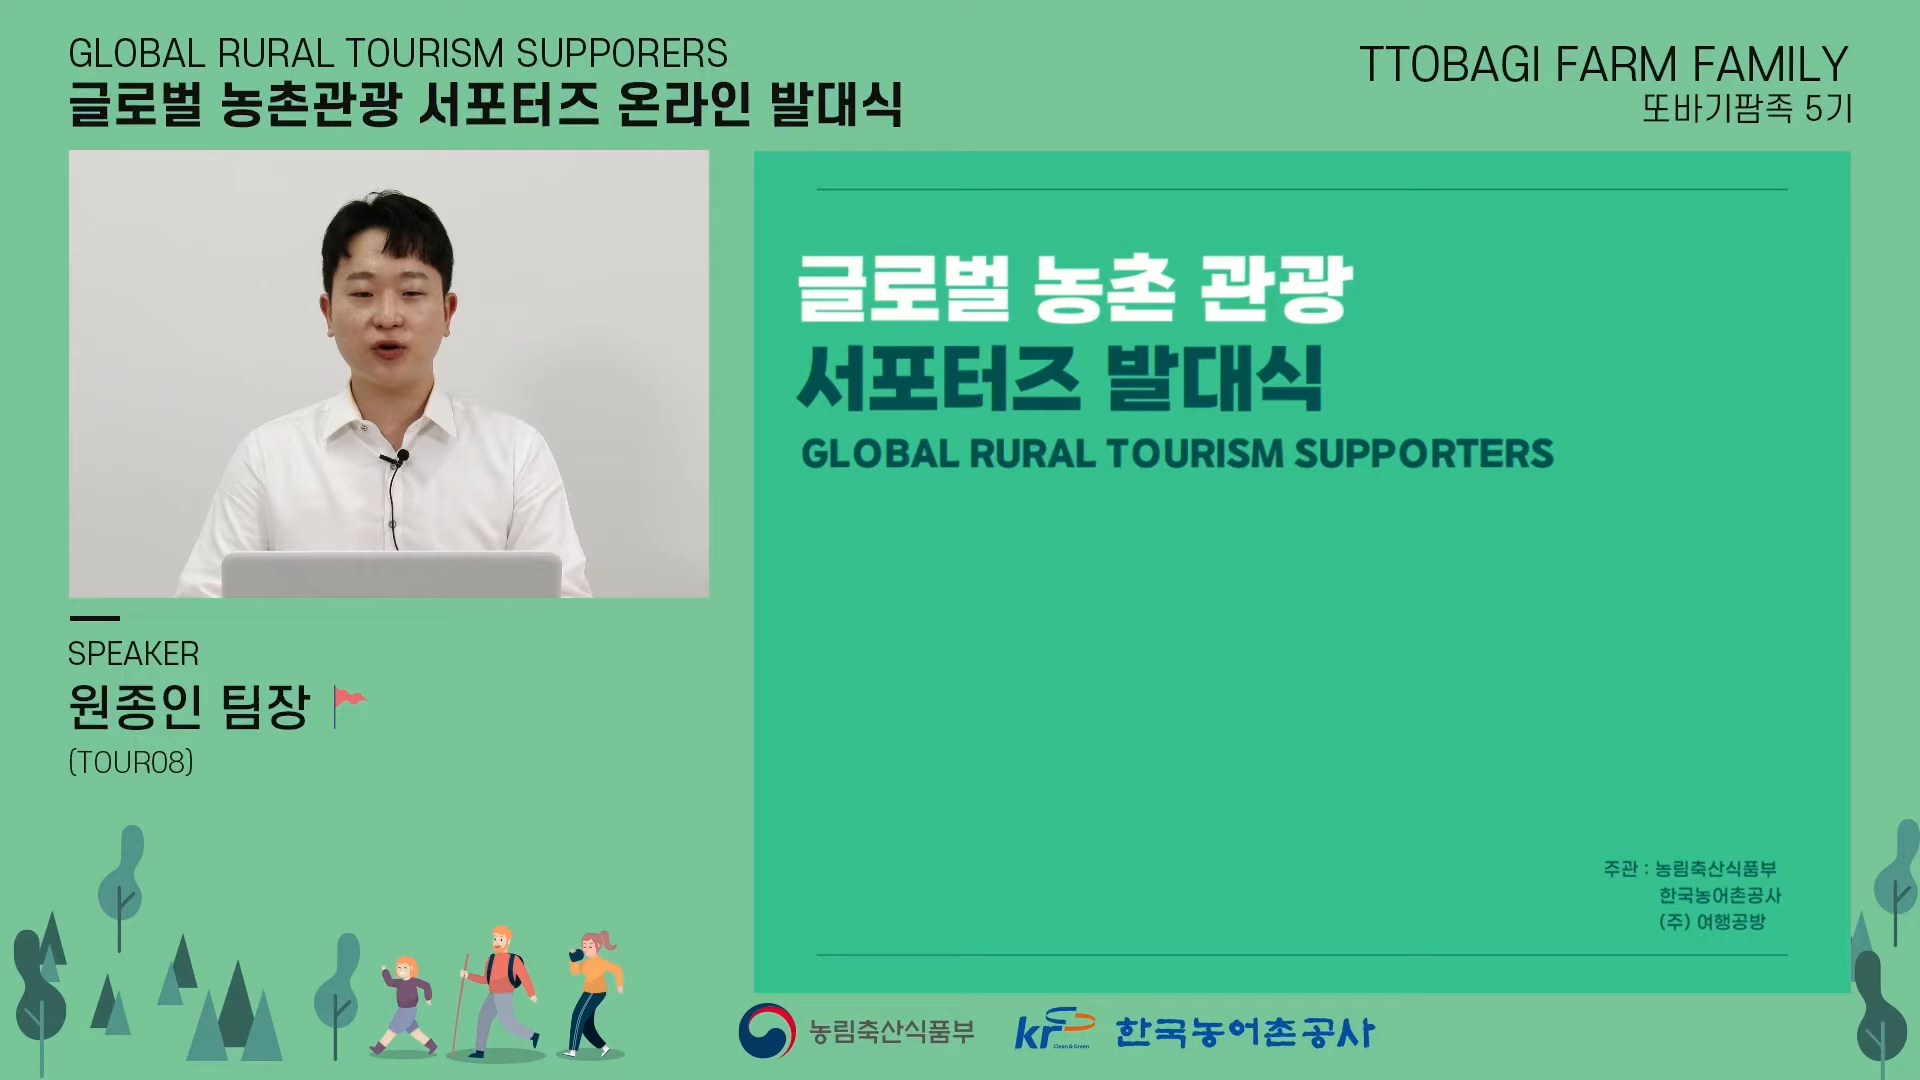 GLOBAL RURAL TOURISM SUPPORERS
글로벌 농촌관광 서포터즈 온라인 발대식
TTOBAGI FARM FAMILY
또바기팜족 5기
글로벌 농촌 관광
서포터즈 발대식
GLOBAL RURAL TOURISM SUPPORTERS
주관 : 농림축산식품부
한국농어촌공사
(주) 여행공방
SPEAKER
원종인 팀장
(TOUR08)
농림축산식품부
kr
Clean & Green
한국농어촌공사